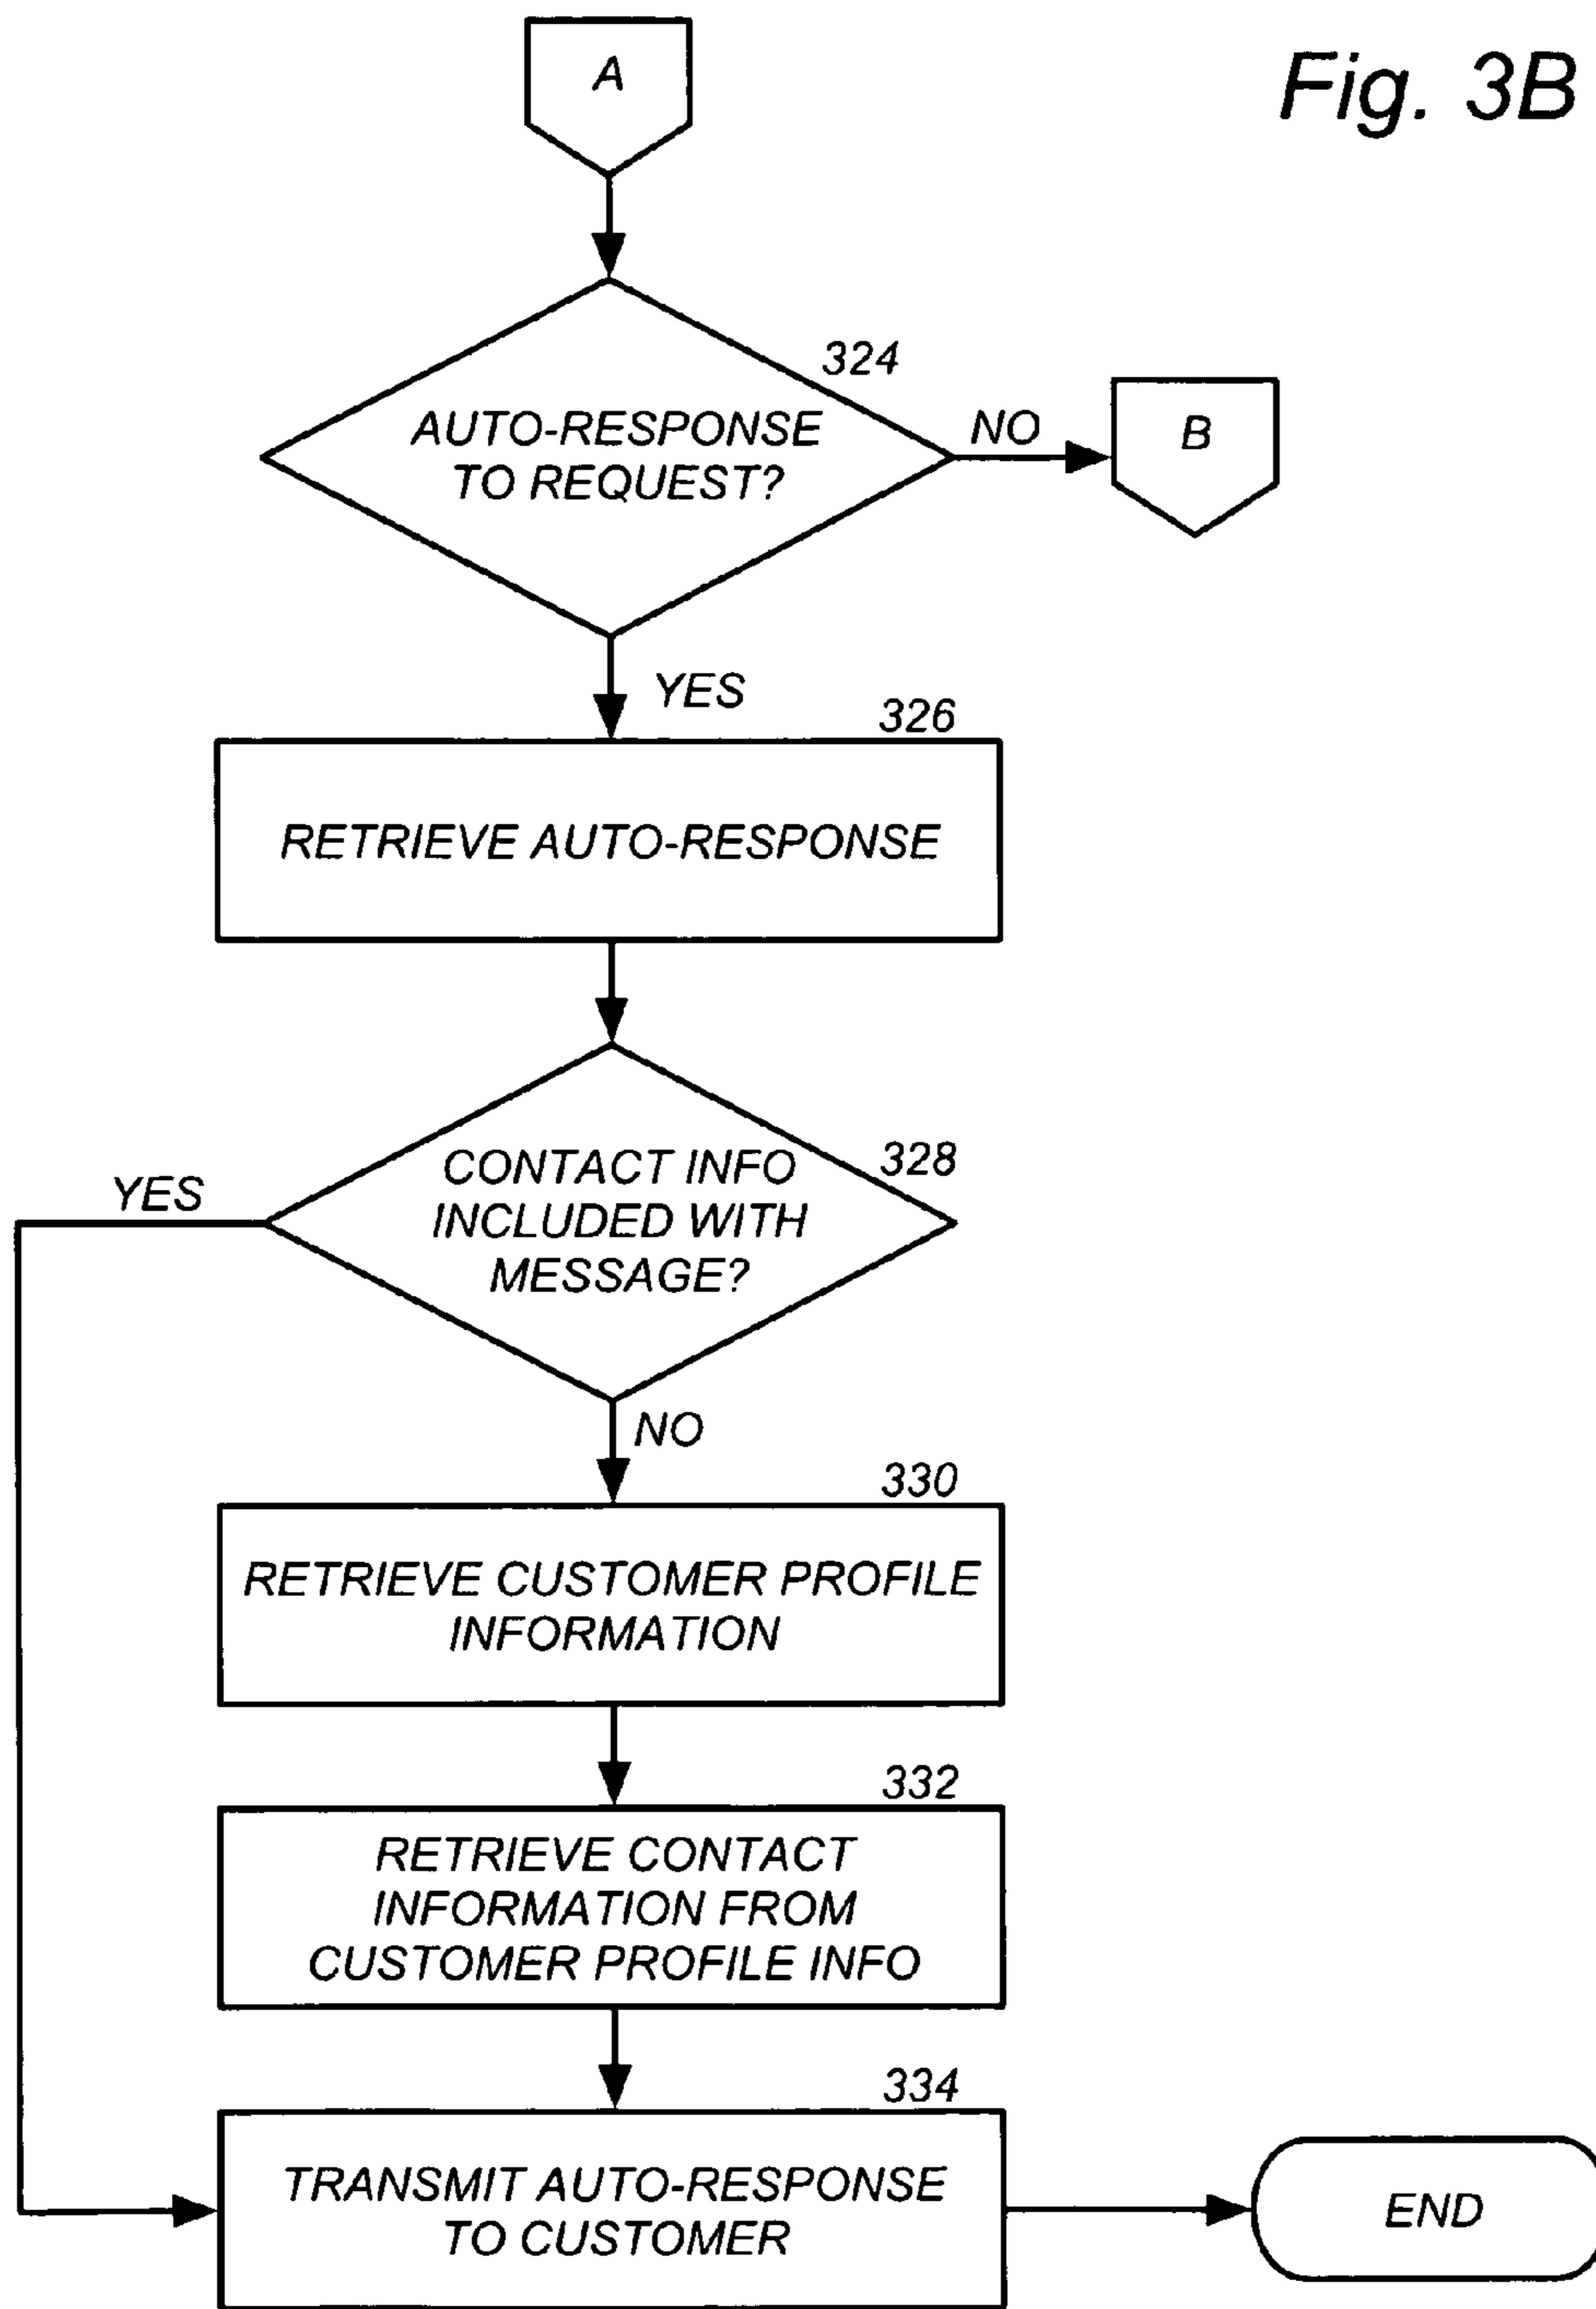 Fig. 3B
A
324
AUTO-RESPONSE
TO REQUEST?
NO
B
YES
326
RETRIEVE AUTO-RESPONSE
328
CONTACT INFO
INCLUDED WITH
MESSAGE?
YES
NO
330
RETRIEVE CUSTOMER PROFILE
INFORMATION
332
RETRIEVE CONTACT
INFORMATION FROM
CUSTOMER PROFILE INFO
334
TRANSMIT AUTO-RESPONSE
TO CUSTOMER
END